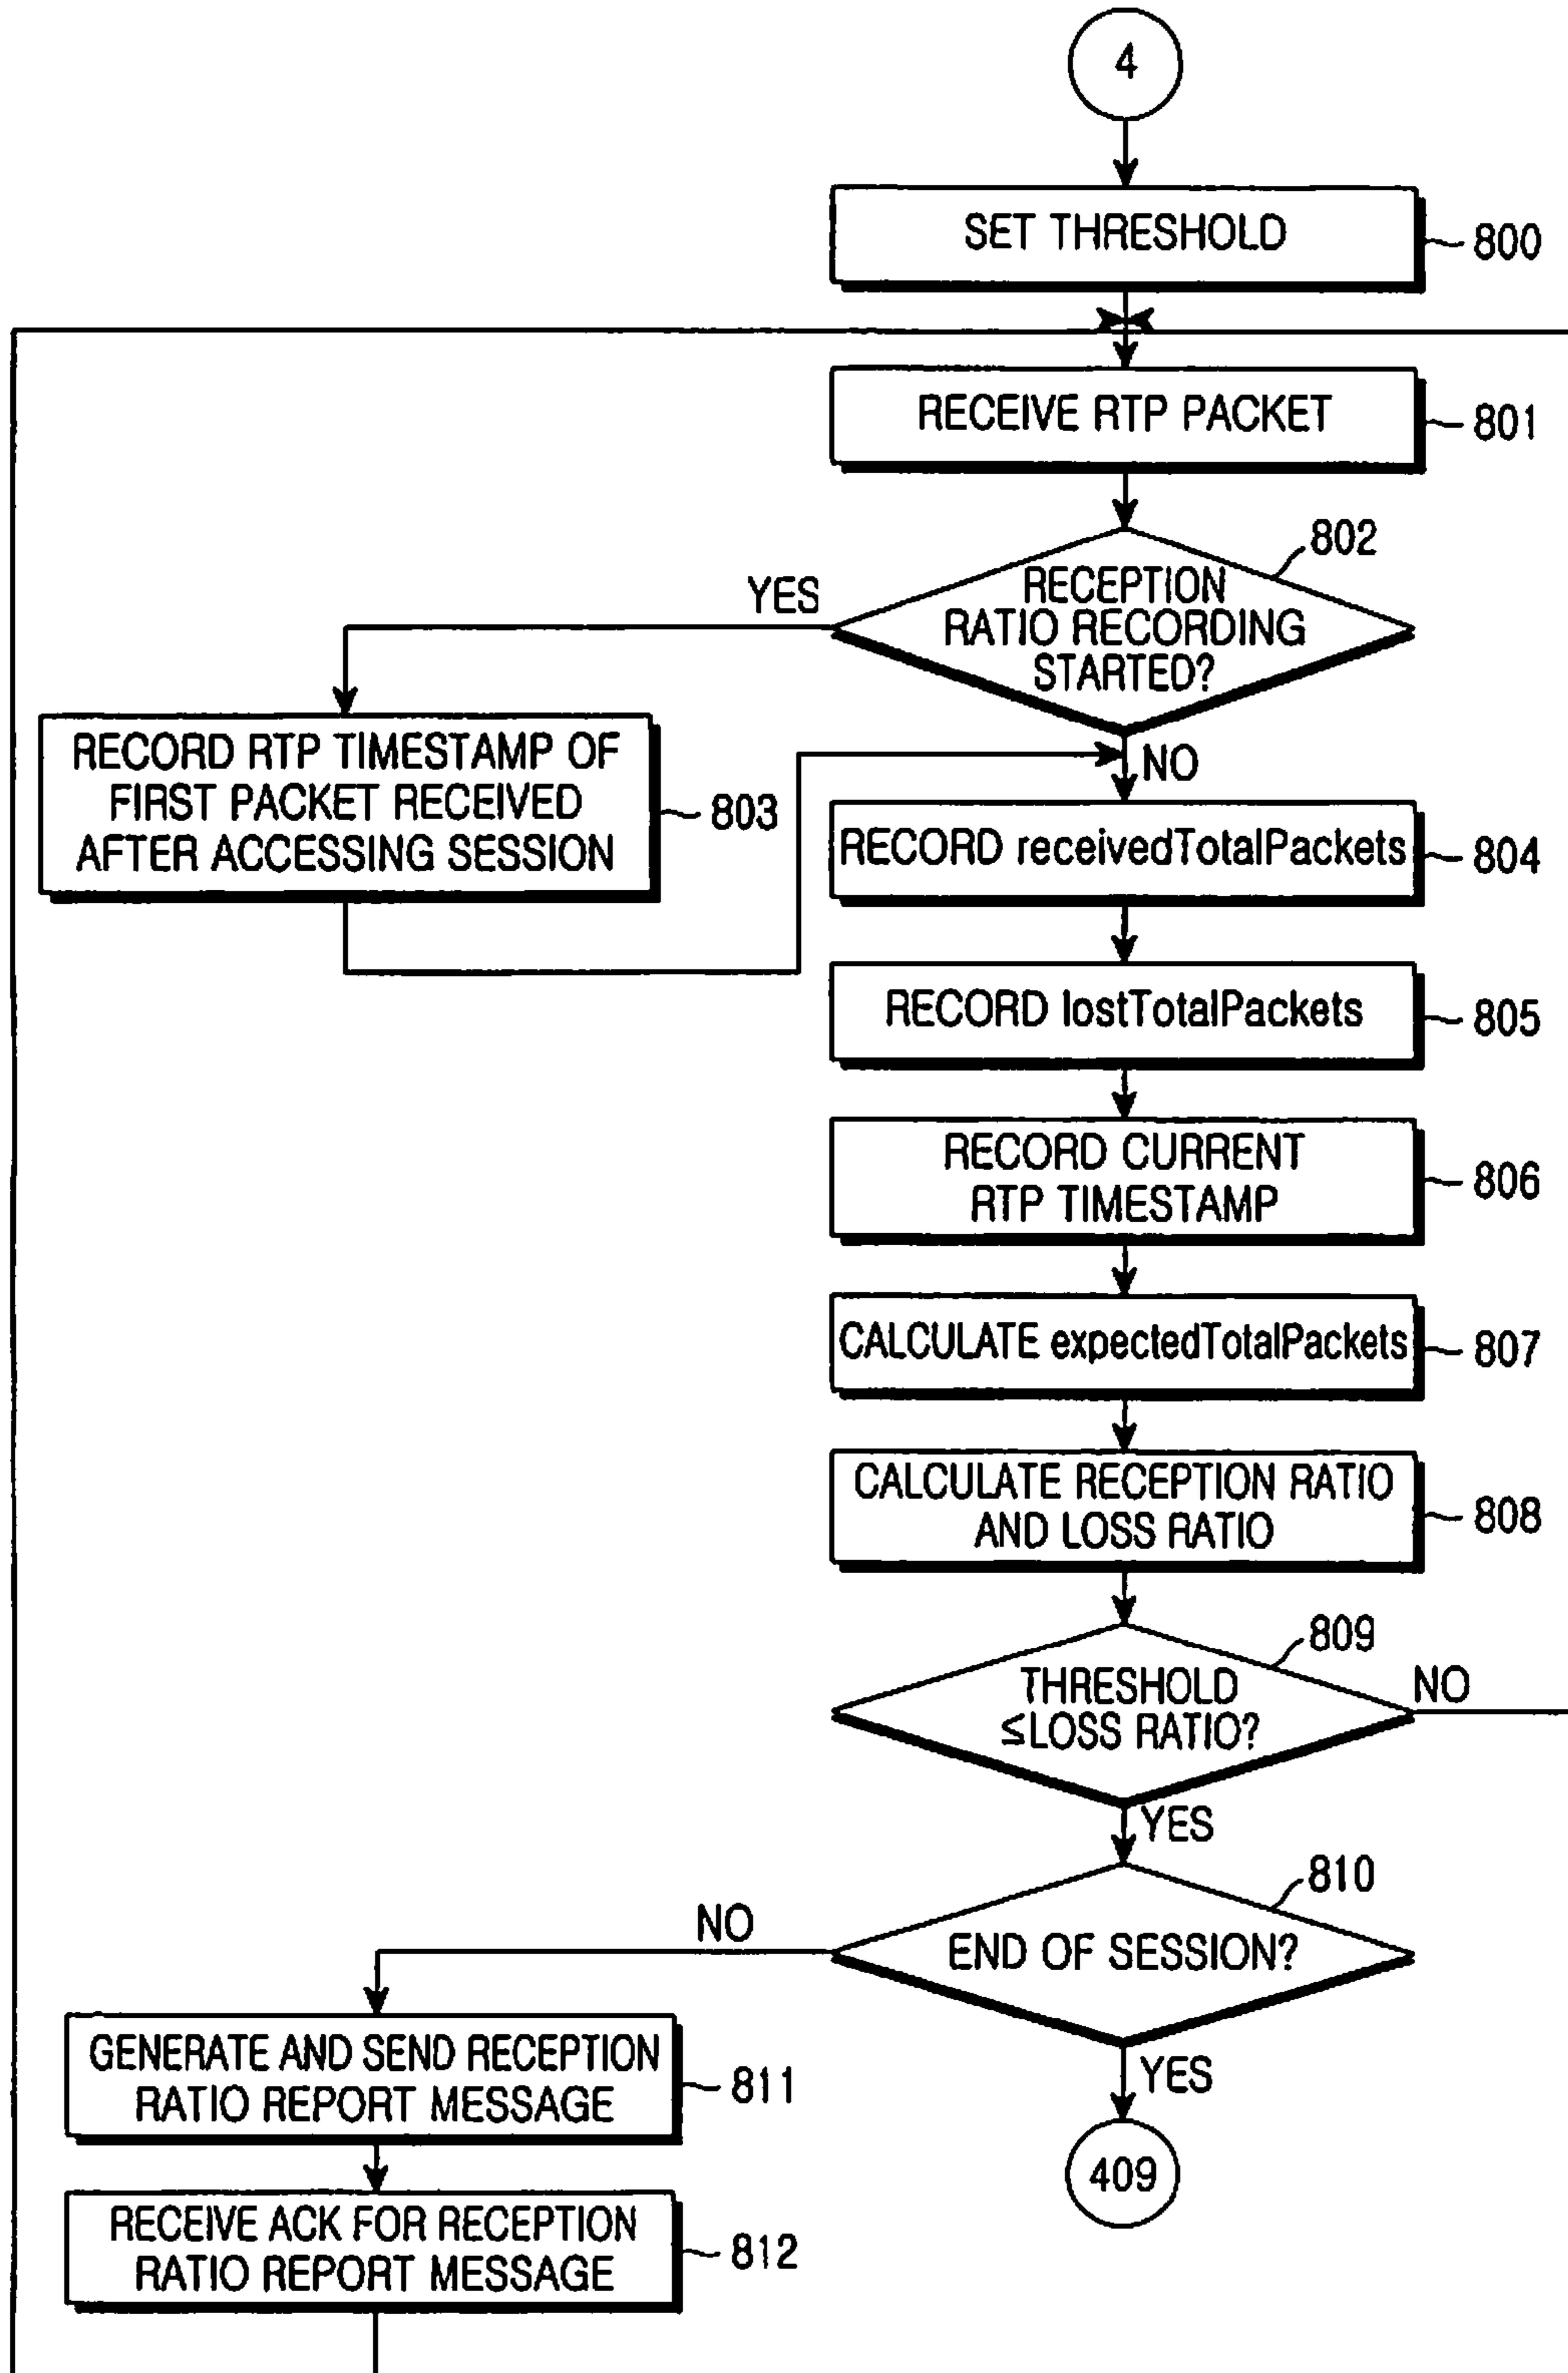 4
SET THRESHOLD
800
RECEIVE RTP PACKET
801
802
RECEPTION
RATIO RECORDING
STARTED?
YES
NO
RECORD RTP TIMESTAMP OF
FIRST PACKET RECEIVED
AFTER ACCESSING SESSION
803
RECORD receivedTotalPackets
804
RECORD lostTotalPackets
805
RECORD CURRENT
RTP TIMESTAMP
806
CALCULATE expectedTotalPackets
807
CALCULATE RECEPTION RATIO
AND LOSS RATIO
808
809
THRESHOLD
≤LOSS RATIO?
NO
YES
810
END OF SESSION?
NO
YES
GENERATE AND SEND RECEPTION
RATIO REPORT MESSAGE
811
409
RECEIVE ACK FOR RECEPTION
RATIO REPORT MESSAGE
812